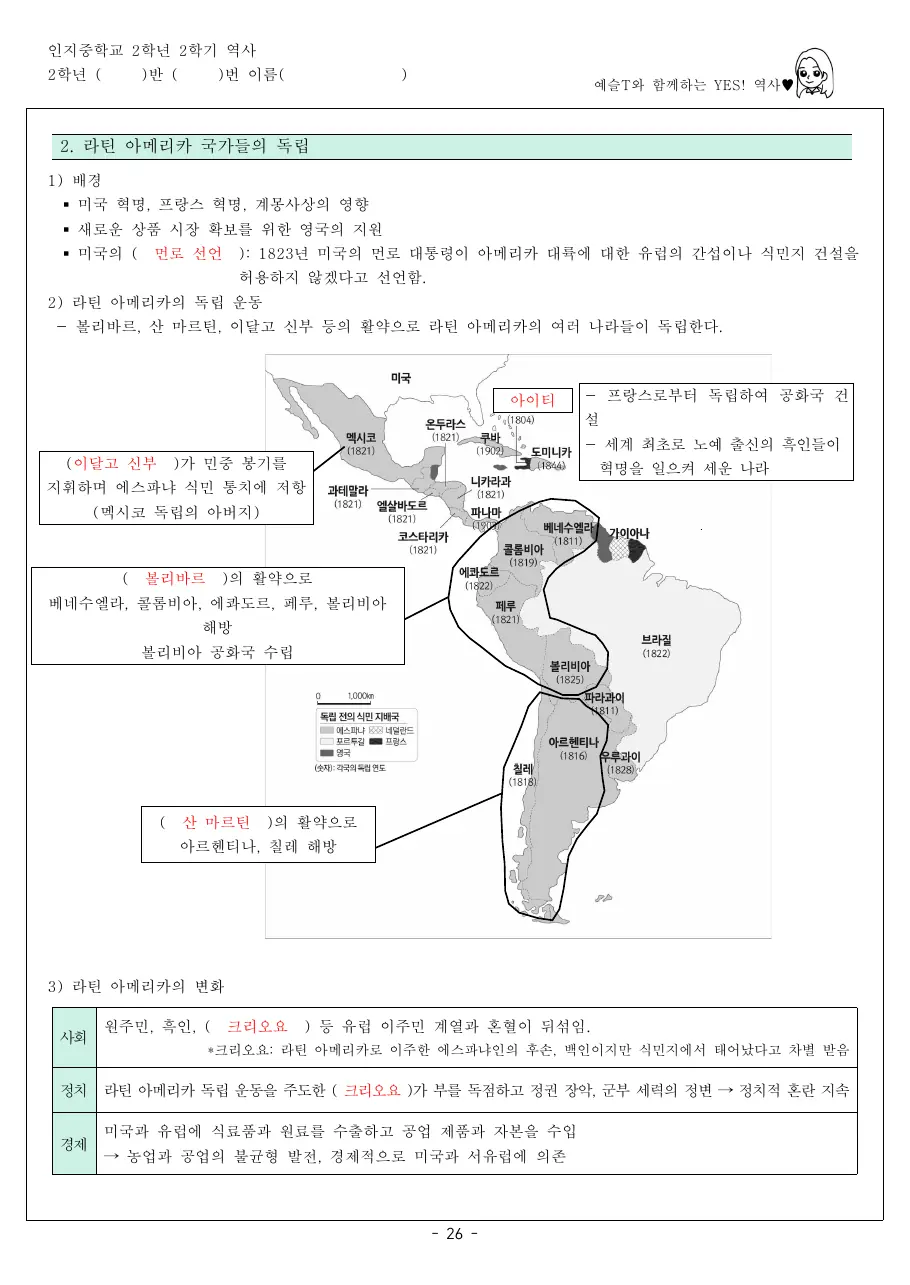 인지중학교 2학년 2학기 역사
2학년 (     )반 (     )번 이름(               )
예슬T와 함께하는 YES! 역사♥
2. 라틴 아메리카 국가들의 독립
1) 배경
▪ 미국 혁명, 프랑스 혁명, 계몽사상의 영향
▪ 새로운 상품 시장 확보를 위한 영국의 지원
▪ 미국의 (  먼로 선언  ): 1823년 미국의 먼로 대통령이 아메리카 대륙에 대한 유럽의 간섭이나 식민지 건설을
허용하지 않겠다고 선언함.
2) 라틴 아메리카의 독립 운동
- 볼리바르, 산 마르틴, 이달고 신부 등의 활약으로 라틴 아메리카의 여러 나라들이 독립한다.
미국
아이티
(1804)
- 프랑스로부터 독립하여 공화국 건
설
- 세계 최초로 노예 출신의 흑인들이
혁명을 일으켜 세운 나라
멕시코
(1821)
온두라스
(1821)
쿠바
(1902)
도미니카
(1844)
(이달고 신부  )가 민중 봉기를
지휘하며 에스파냐 식민 통치에 저항
(멕시코 독립의 아버지)
과테말라
(1821)
엘살바도르
(1821)
니카라과
(1821)
코스타리카
(1821)
파나마
(1903)
베네수엘라
(1811)
가이아나
콜롬비아
(1819)
에콰도르
(1822)
페루
(1821)
(  볼리바르  )의 활약으로
베네수엘라, 콜롬비아, 에콰도르, 페루, 볼리비아
해방
볼리비아 공화국 수립
브라질
(1822)
볼리비아
(1825)
파라과이
(1811)
0 1,000km
독립 전의 식민 지배국
에스파냐 네덜란드
포르투갈 프랑스
영국
(숫자): 각국의 독립 연도
아르헨티나
(1816)
우루과이
(1828)
칠레
(1818)
(  산 마르틴  )의 활약으로
아르헨티나, 칠레 해방
3) 라틴 아메리카의 변화
사회
원주민, 흑인, (  크리오요  ) 등 유럽 이주민 계열과 혼혈이 뒤섞임.
*크리오요: 라틴 아메리카로 이주한 에스파냐인의 후손, 백인이지만 식민지에서 태어났다고 차별 받음
정치
라틴 아메리카 독립 운동을 주도한 ( 크리오요 )가 부를 독점하고 정권 장악, 군부 세력의 정변 → 정치적 혼란 지속
경제
미국과 유럽에 식료품과 원료를 수출하고 공업 제품과 자본을 수입
→ 농업과 공업의 불균형 발전, 경제적으로 미국과 서유럽에 의존
- 26 -